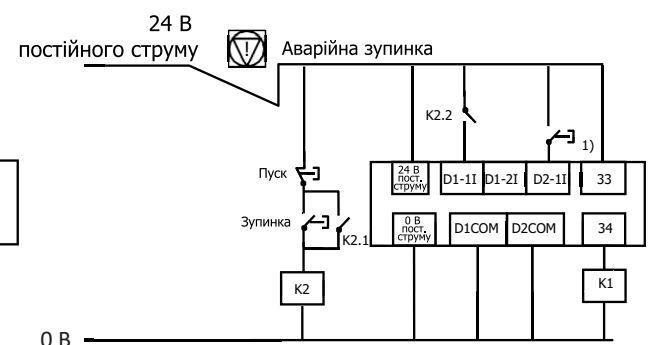 24 В
постійного струму
Аварійна зупинка
K2.2
1)
Пуск
24 В
пост.
струму
D1-1I
D1-2I
D2-1I
33
Зупинка
K2.1
0 В
пост.
струму
D1COM
D2COM
34
K2
K1
0 В